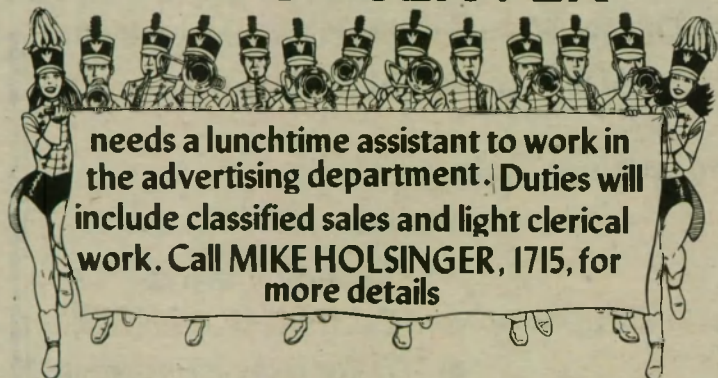 needs a lunchtime assistant to work in
the advertising department. Duties will
include classified sales and light clerical
work. Call MIKE HOLSINGER, 1715, for
more details